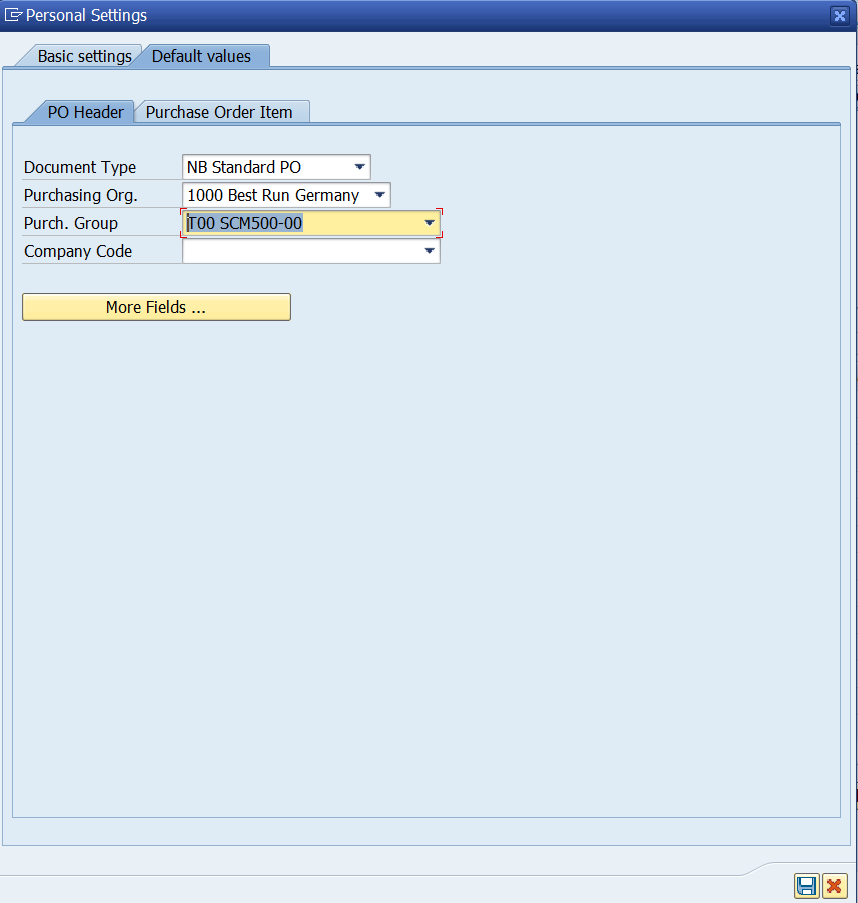 Personal Settings
Basic settings Default values
PO Header Purchase Order Item
Document Type NB Standard PO
Purchasing Org. 1000 Best Run Germany
Purch. Group T00 SCM500-00
Company Code
More Fields ...